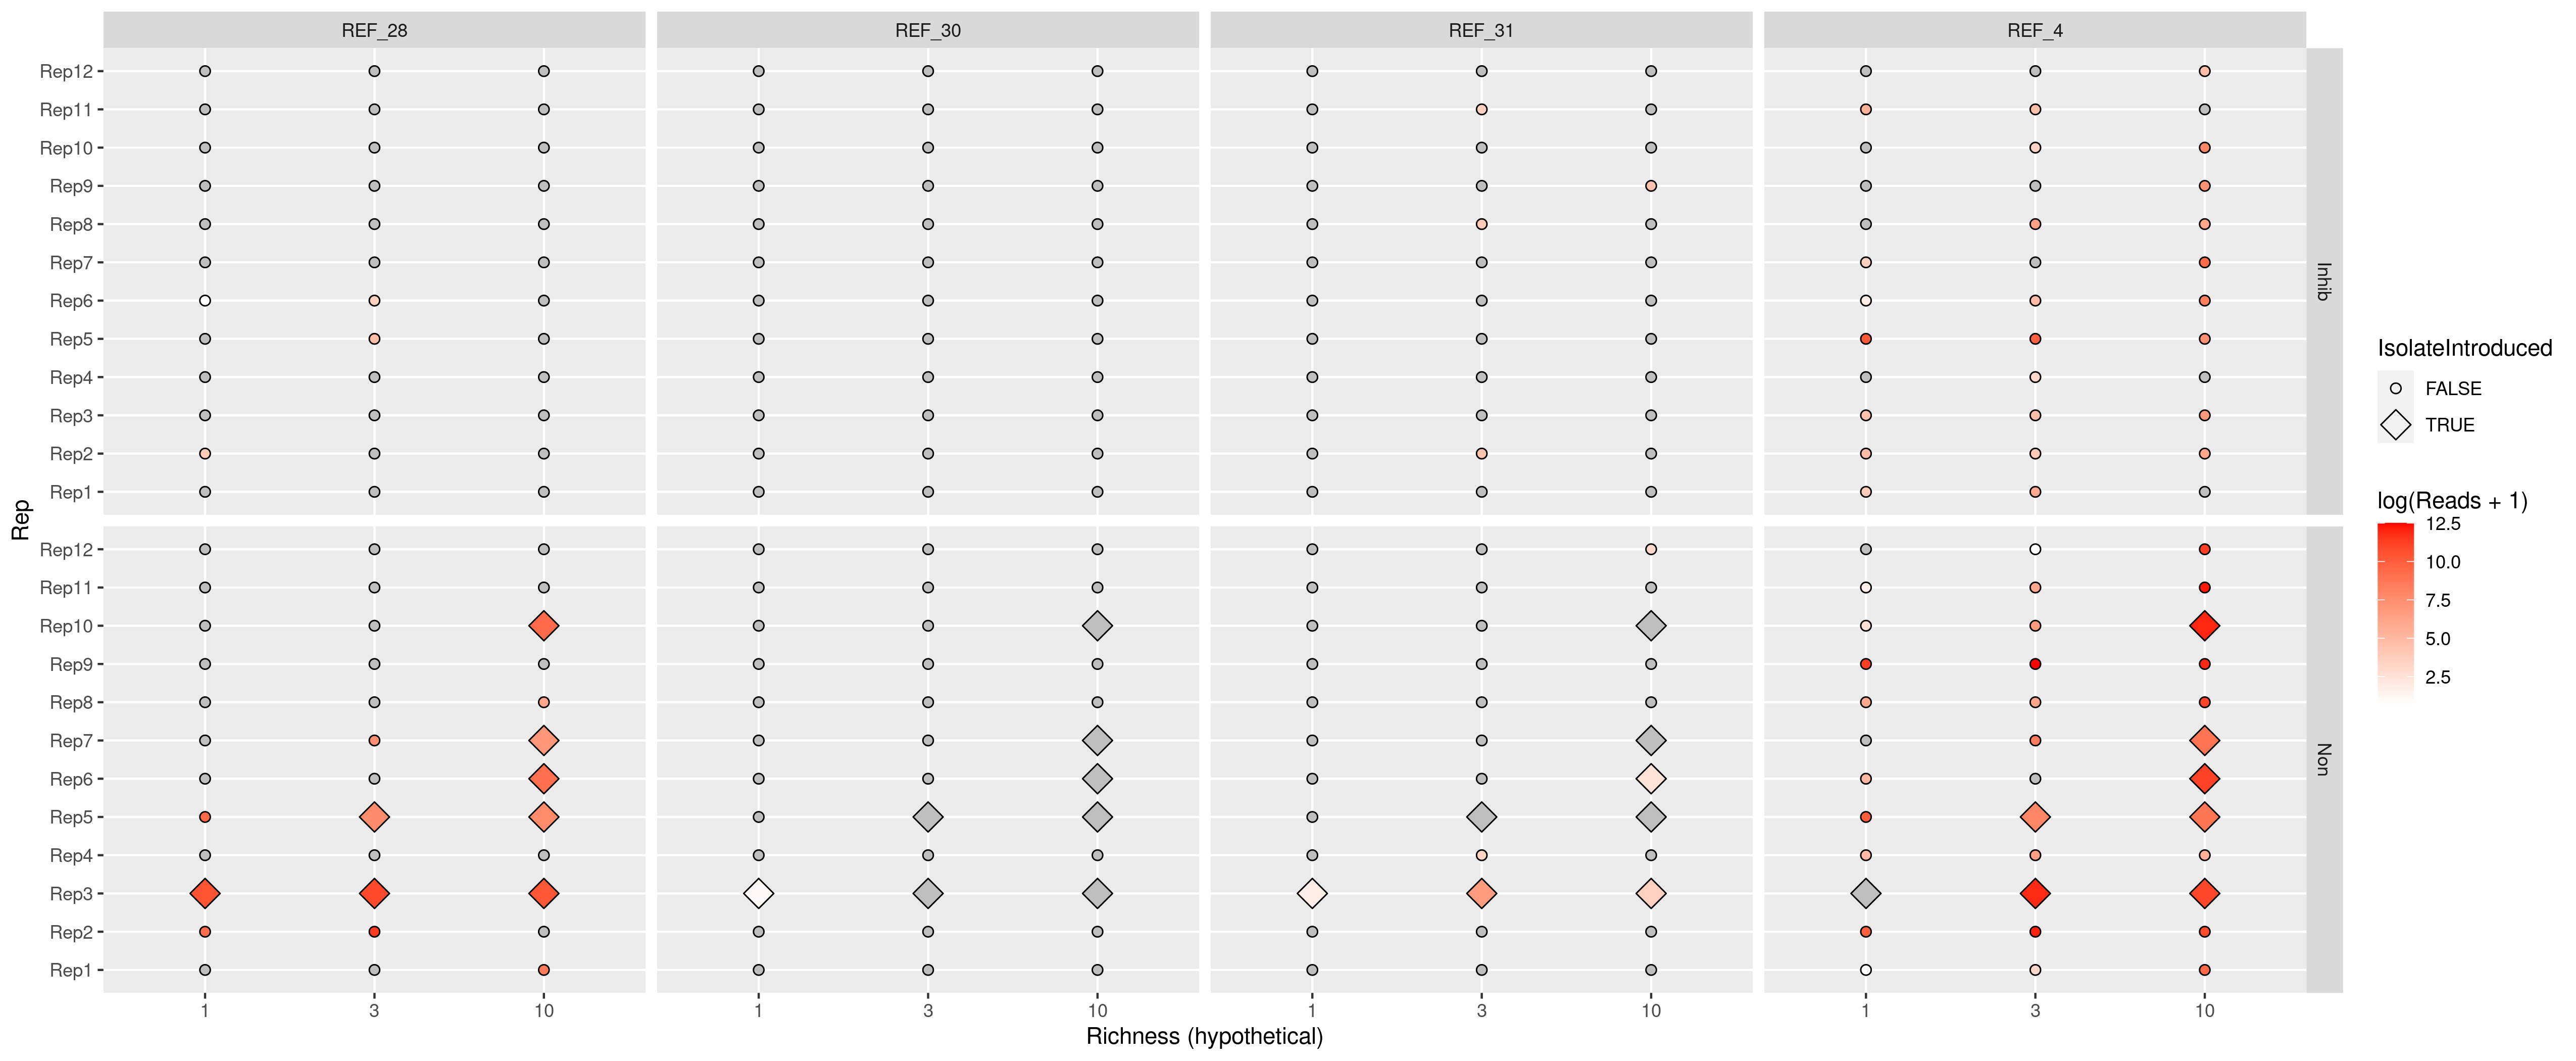 REF_28 REF_30 REF_31 REF_4
Rep12
Rep11
Rep10
Rep9
Rep8
Rep7
Rep6
Rep5
Rep4
Rep3
Rep2
Rep1
Inhib
Rep
Rep12
Rep11
Rep10
Rep9
Rep8
Rep7
Rep6
Rep5
Rep4
Rep3
Rep2
Rep1
Non
1 3 10 1 3 10 1 3 10 1 3 10
Richness (hypothetical)
IsolateIntroduced
FALSE
TRUE
log(Reads + 1)
12.5
10.0
7.5
5.0
2.5